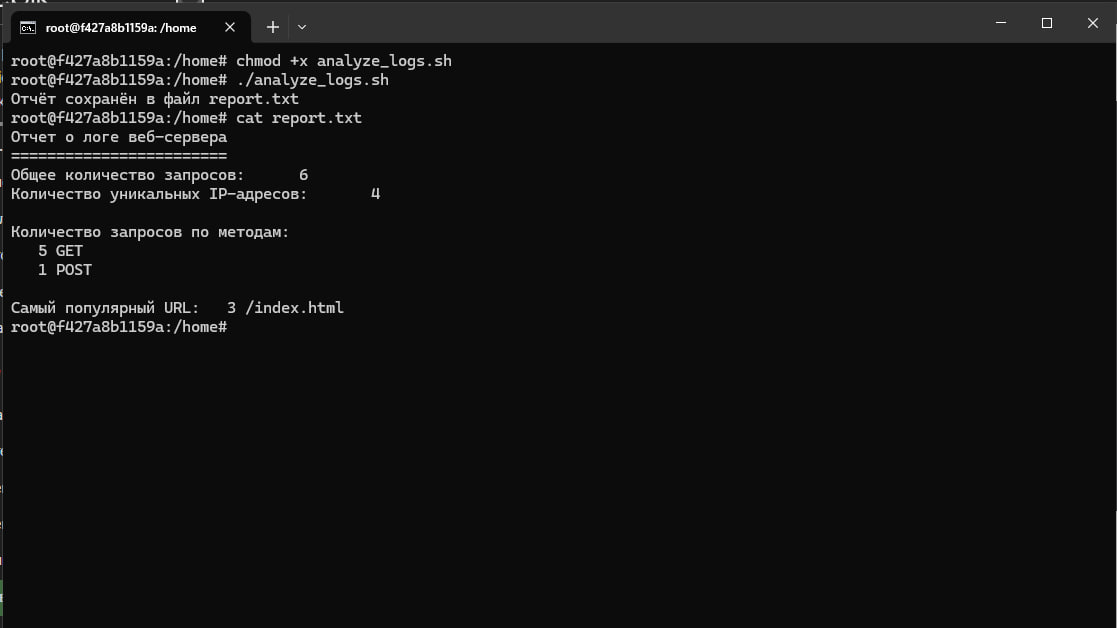 root@f427a8b1159a: /home
root@f427a8b1159a:/home# chmod +x analyze_logs.sh
root@f427a8b1159a:/home# ./analyze_logs.sh
Отчёт сохранён в файл report.txt
root@f427a8b1159a:/home# cat report.txt
Отчет о логе веб-сервера
========================
Общее количество запросов:      6
Количество уникальных IP-адресов:       4
Количество запросов по методам:
   5 GET
   1 POST
Самый популярный URL:   3 /index.html
root@f427a8b1159a:/home#